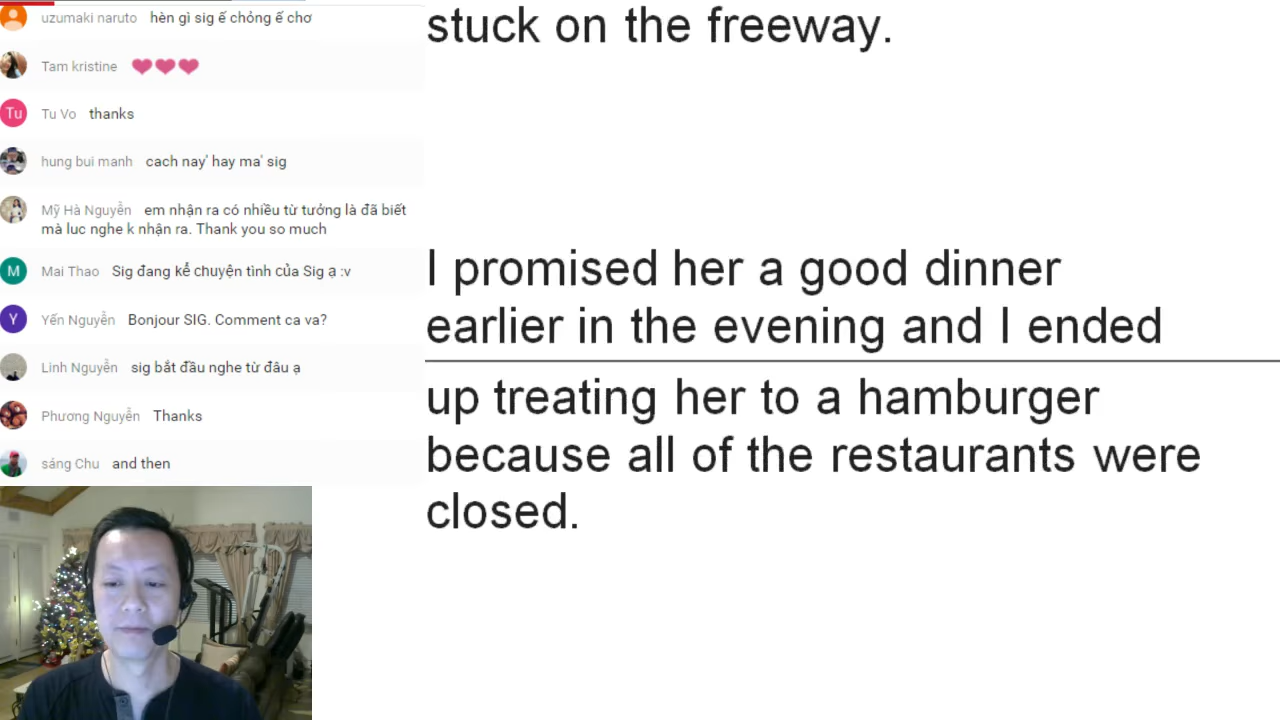 uzumaki naruto hèn gì sig ế chỏng ế chơ
Tam kristine
Tu
Tu Vo thanks
hung bui manh cach nay' hay ma' sig
Mỹ Hà Nguyễn em nhận ra có nhiều từ tưởng là đã biết
mà luc nghe k nhận ra. Thank you so much
M
Mai Thao Sig đang kể chuyện tình của Sig ạ :v
Y
Yến Nguyễn Bonjour SIG. Comment ca va?
Linh Nguyễn sig bắt đầu nghe từ đâu ạ
Phương Nguyễn Thanks
sáng Chu and then
stuck on the freeway.
I promised her a good dinner
earlier in the evening and I ended
up treating her to a hamburger
because all of the restaurants were
closed.